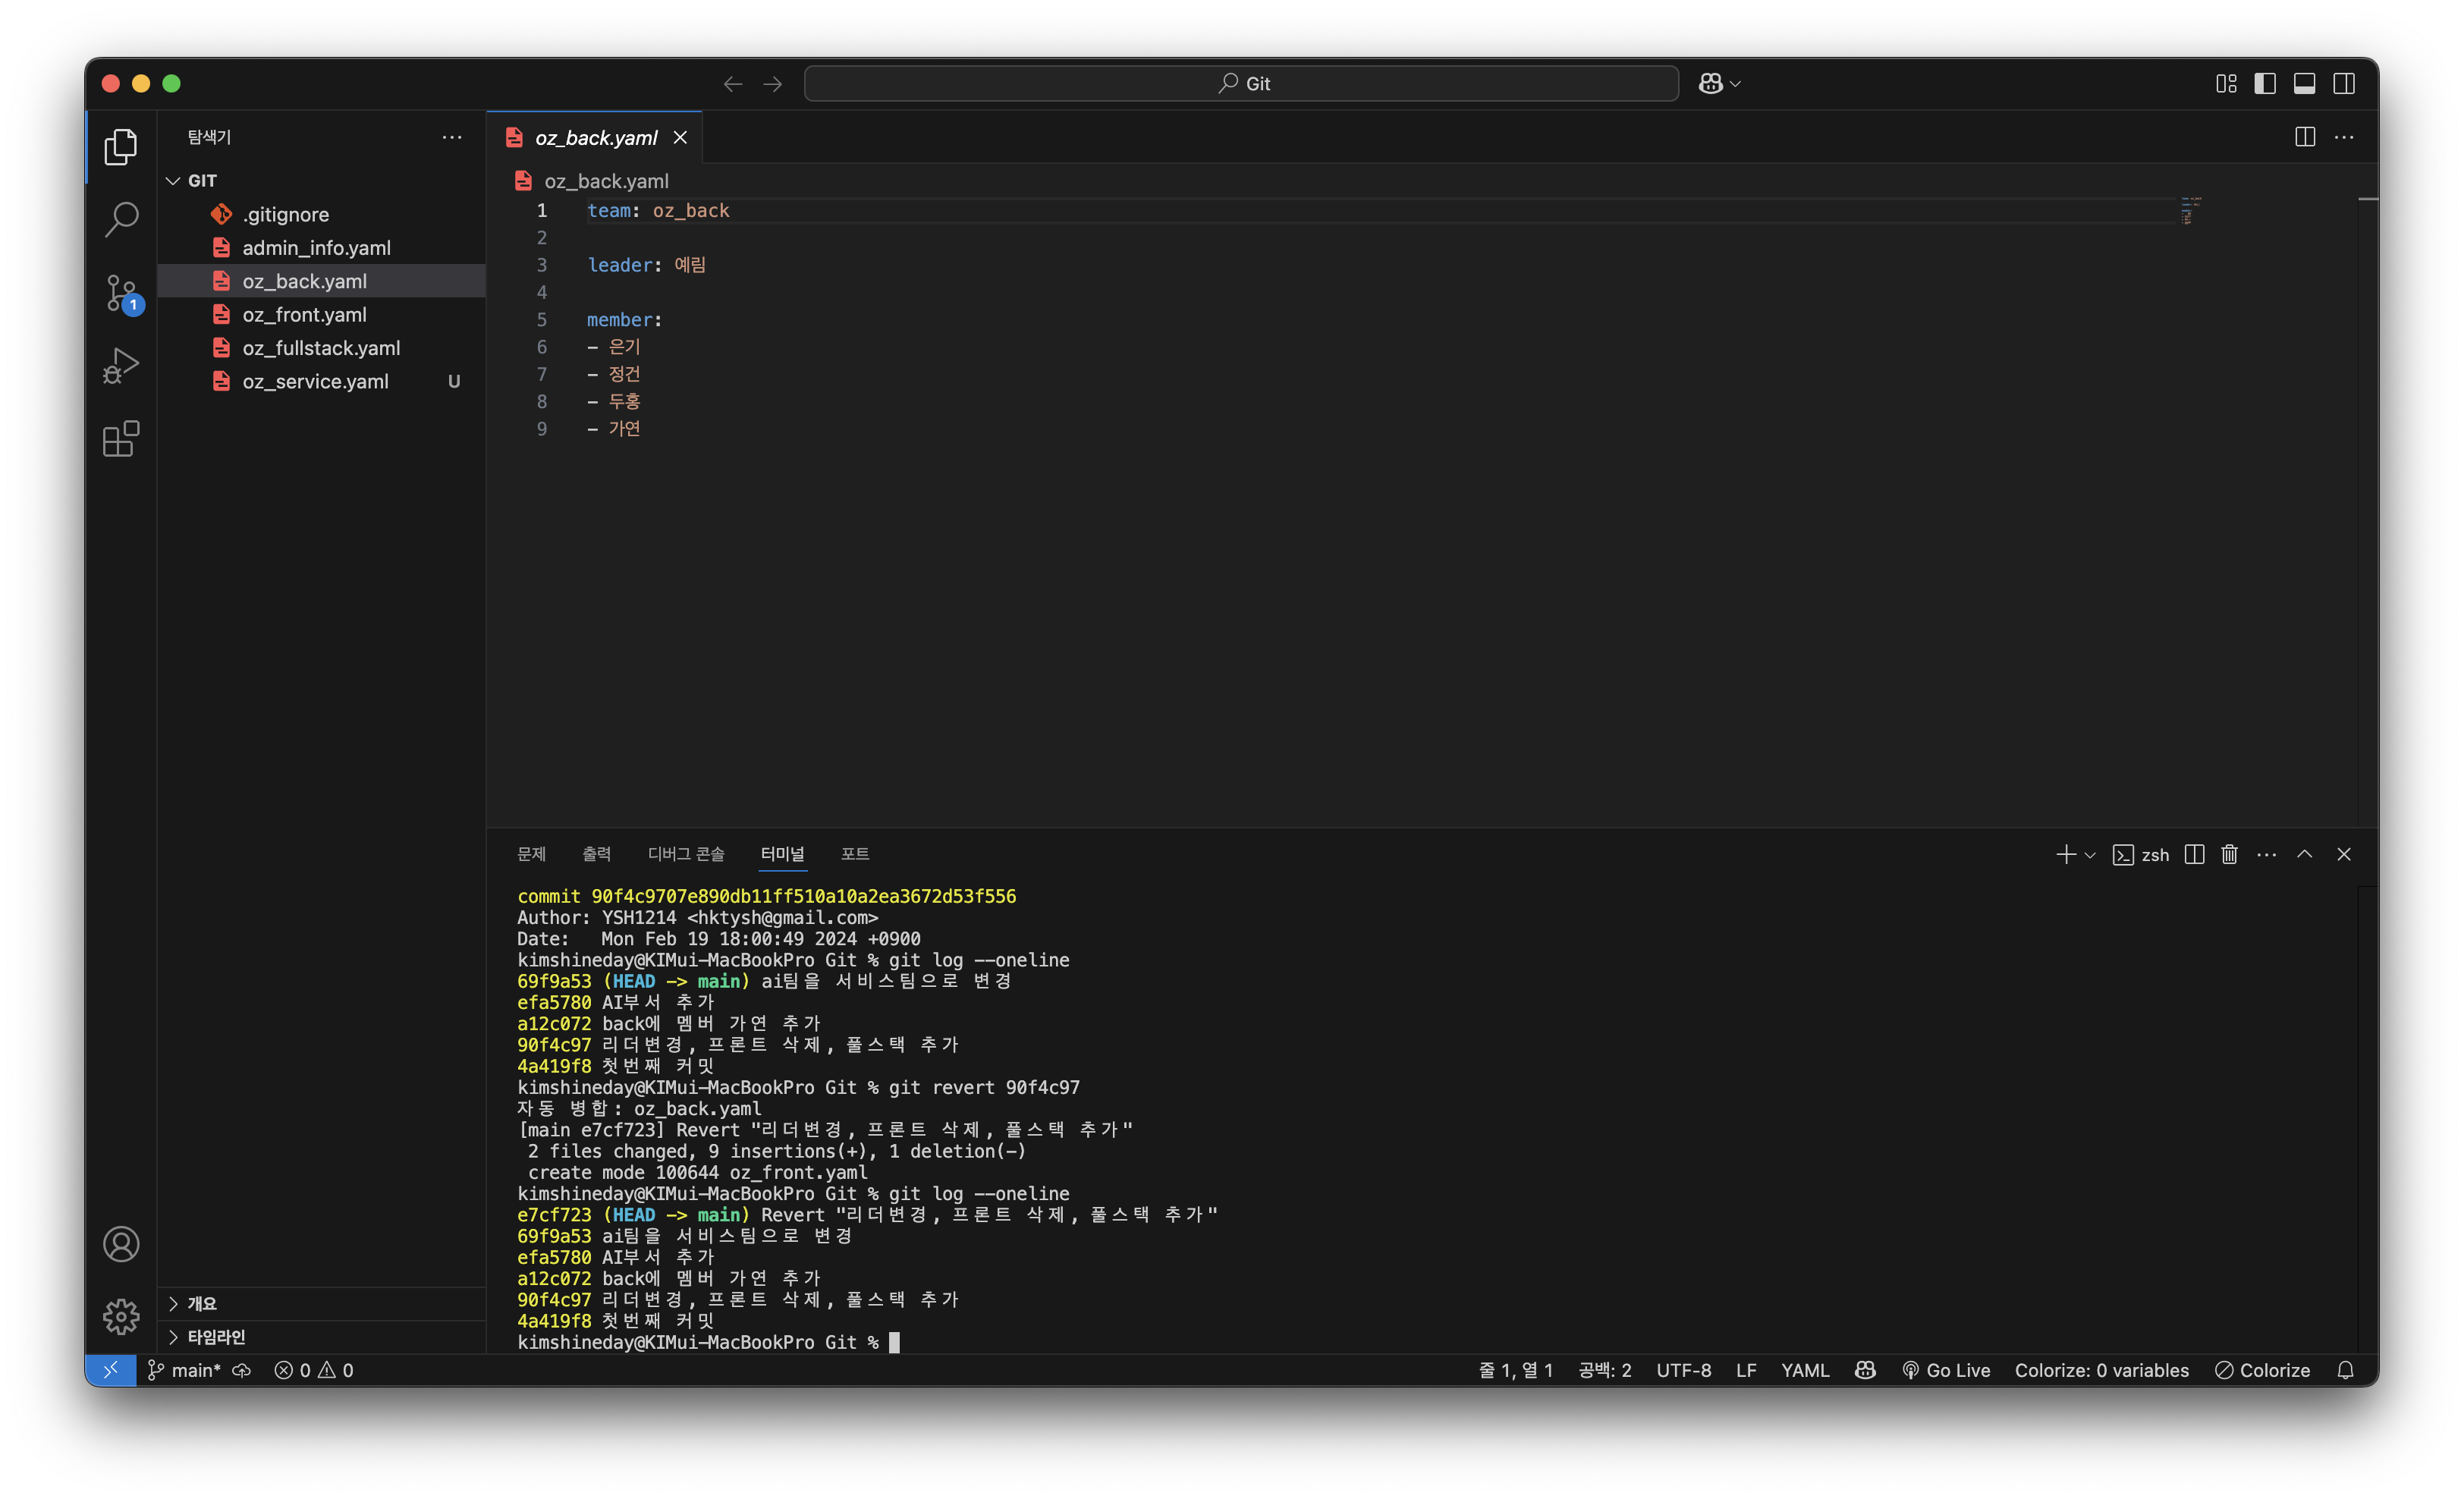 Git
탐색기
GIT
.gitignore
admin_info.yaml
oz_back.yaml
oz_front.yaml
oz_fullstack.yaml
oz_service.yaml U
1
개요
타임라인
oz_back.yaml
oz_back.yaml
1 team: oz_back
2
3 leader: 예림
4
5 member:
6 - 은기
7 - 정건
8 - 두홍
9 - 가연
문제 출력 디버그 콘솔 터미널 포트
zsh
commit 90f4c9707e890db11ff510a10a2ea3672d53f556
Author: YSH1214 <hktysh@gmail.com>
Date:   Mon Feb 19 18:00:49 2024 +0900
kimshineday@KIMui-MacBookPro Git % git log --oneline
69f9a53 (HEAD -> main) ai팀을 서비스팀으로 변경
efa5780 AI부서 추가
a12c072 back에 멤버 가연 추가
90f4c97 리더변경, 프론트 삭제, 풀스택 추가
4a419f8 첫번째 커밋
kimshineday@KIMui-MacBookPro Git % git revert 90f4c97
자동 병합: oz_back.yaml
[main e7cf723] Revert "리더변경, 프론트 삭제, 풀스택 추가"
 2 files changed, 9 insertions(+), 1 deletion(-)
 create mode 100644 oz_front.yaml
kimshineday@KIMui-MacBookPro Git % git log --oneline
e7cf723 (HEAD -> main) Revert "리더변경, 프론트 삭제, 풀스택 추가"
69f9a53 ai팀을 서비스팀으로 변경
efa5780 AI부서 추가
a12c072 back에 멤버 가연 추가
90f4c97 리더변경, 프론트 삭제, 풀스택 추가
4a419f8 첫번째 커밋
kimshineday@KIMui-MacBookPro Git %
main* 0 0 줄 1, 열 1 공백: 2 UTF-8 LF YAML Go Live Colorize: 0 variables Colorize